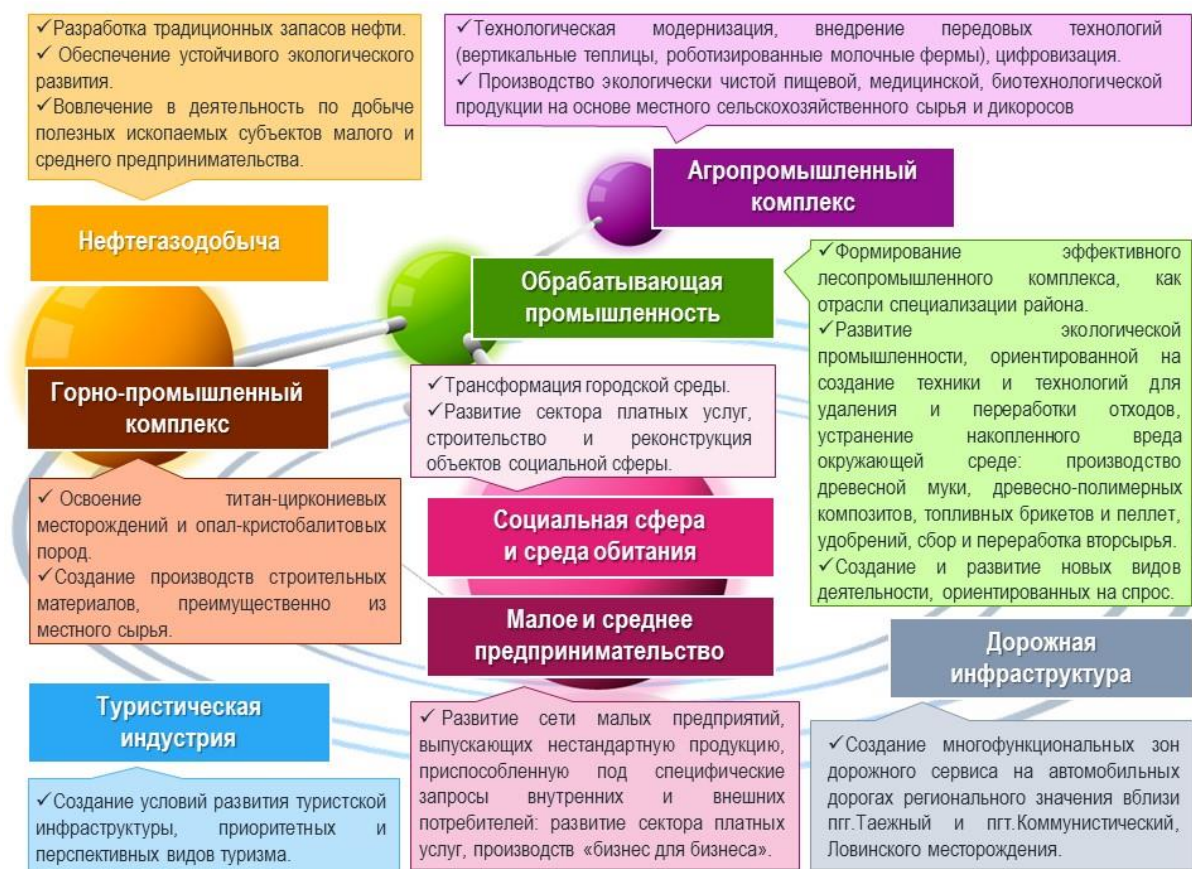 ✓Разработка традиционных запасов нефти.
✓ Обеспечение устойчивого экологического
развития.
✓Вовлечение в деятельность по добыче
полезных ископаемых субъектов малого и
среднего предпринимательства.
Нефтегазодобыча
✓Технологическая модернизация, внедрение передовых технологий
(вертикальные теплицы, роботизированные молочные фермы), цифровизация.
✓ Производство экологически чистой пищевой, медицинской, биотехнологической
продукции на основе местного сельскохозяйственного сырья и дикоросов
Агропромышленный
комплекс
Обрабатывающая
промышленность
✓Формирование эффективного
лесопромышленного комплекса, как
отрасли специализации района.
✓Развитие экологической
промышленности, ориентированной на
создание техники и технологий для
удаления и переработки отходов,
устранение накопленного вреда
окружающей среде: производство
древесной муки, древесно-полимерных
композитов, топливных брикетов и пеллет,
удобрений, сбор и переработка вторсырья.
✓Создание и развитие новых видов
деятельности, ориентированных на спрос.
Горно-промышленный
комплекс
✓ Освоение титан-циркониевых
месторождений и опал-кристобалитовых
пород.
✓Создание производств строительных
материалов, преимущественно из
местного сырья.
✓Трансформация городской среды.
✓Развитие сектора платных услуг,
строительство и реконструкция
объектов социальной сферы.
Социальная сфера
и среда обитания
Малое и среднее
предпринимательство
✓ Развитие сети малых предприятий,
выпускающих нестандартную продукцию,
приспособленную под специфические
запросы внутренних и внешних
потребителей: развитие сектора платных
услуг, производств «бизнес для бизнеса».
Туристическая
индустрия
✓Создание условий развития туристской
инфраструктуры, приоритетных и
перспективных видов туризма.
Дорожная
инфраструктура
✓Создание многофункциональных зон
дорожного сервиса на автомобильных
дорогах регионального значения вблизи
пгт.Таежный и пгт.Коммунистический,
Ловинского месторождения.